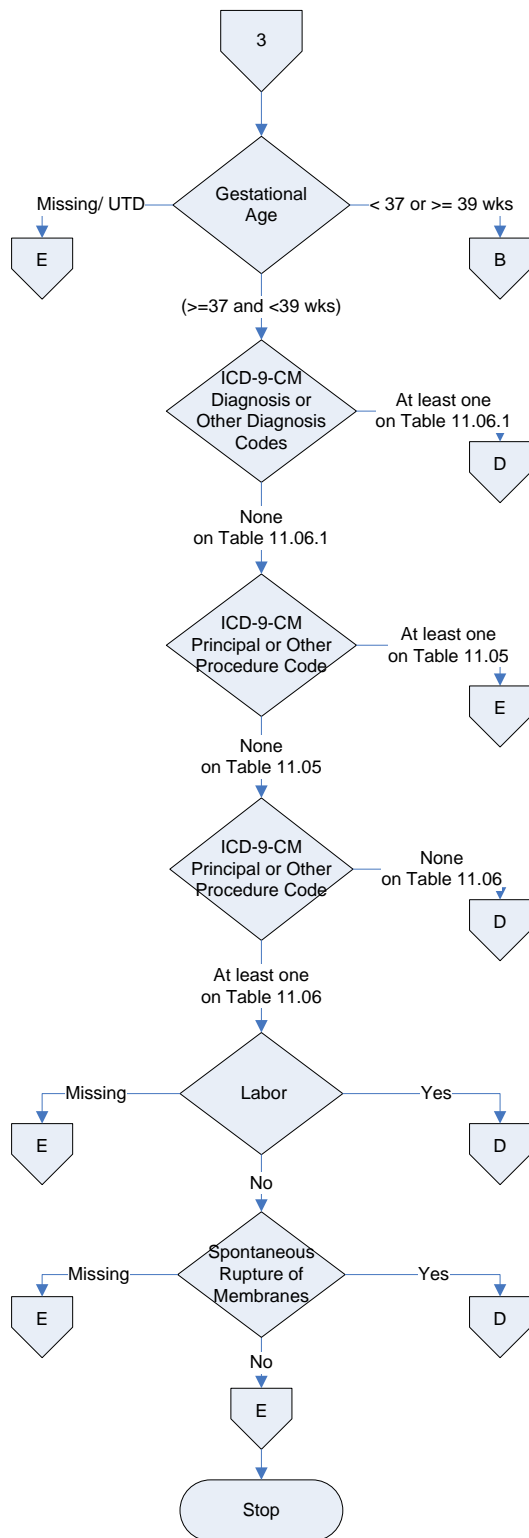 3
Gestational
Age
Missing/ UTD
< 37 or >= 39 wks
E
B
(>=37 and <39 wks)
ICD-9-CM
Diagnosis or
Other Diagnosis
Codes
At least one
on Table 11.06.1
D
None
on Table 11.06.1
ICD-9-CM
Principal or Other
Procedure Code
At least one
on Table 11.05
E
None
on Table 11.05
ICD-9-CM
Principal or Other
Procedure Code
None
on Table 11.06
D
At least one
on Table 11.06
Missing
Labor
Yes
E
D
No
Spontaneous
Rupture of
Membranes
Missing
Yes
E
D
No
E
Stop